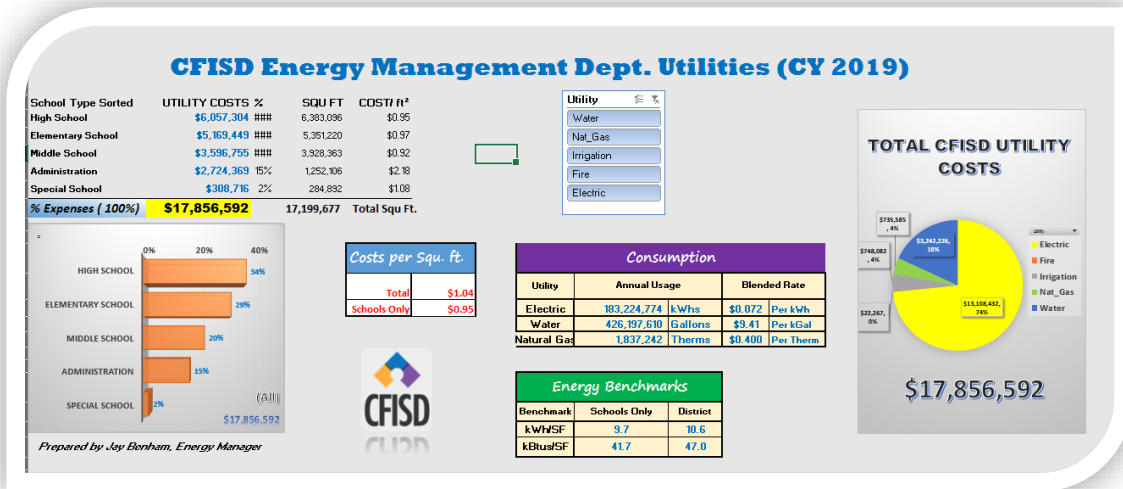 CFISD Energy Management Dept. Utilities (CY 2019)
School Type Sorted UTILITY COSTS % SQU FT COST/ ft²
High School $6,057,304 ### 6,383,096 $0.95
Elementary School $5,169,449 ### 5,351,220 $0.97
Middle School $3,596,755 ### 3,928,363 $0.92
Administration $2,724,369 15% 1,252,106 $2.18
Special School $308,716 2% 284,892 $1.08
% Expenses ( 100%) $17,856,592 17,199,677 Total Squ Ft.
Utility
Water
Nat_Gas
Irrigation
Fire
Electric
0% 20% 40%
HIGH SCHOOL 34%
ELEMENTARY SCHOOL 29%
MIDDLE SCHOOL 20%
ADMINISTRATION 15%
SPECIAL SCHOOL 2%
(All)
$17,856,592
Prepared by Jay Benham, Energy Manager
Costs per Squ. ft.
Total $1.04
Schools Only $0.95
CFISD
Consumption
Utility Annual Usage Blended Rate
Electric 183,224,774 kWhs $0.072 Per kWh
Water 426,197,610 Gallons $9.41 Per kGal
Natural Gas 1,837,242 Therms $0.400 Per Therm
Energy Benchmarks
Benchmark Schools Only District
kWh/SF 9.7 10.6
kBtus/SF 41.7 47.0
TOTAL CFISD UTILITY
COSTS
$735,585
, 4%
$748,082
, 4%
$3,242,226,
18%
$13,108,432,
74%
$22,267,
0%
Utility
Electric
Fire
Irrigation
Nat_Gas
Water
$17,856,592